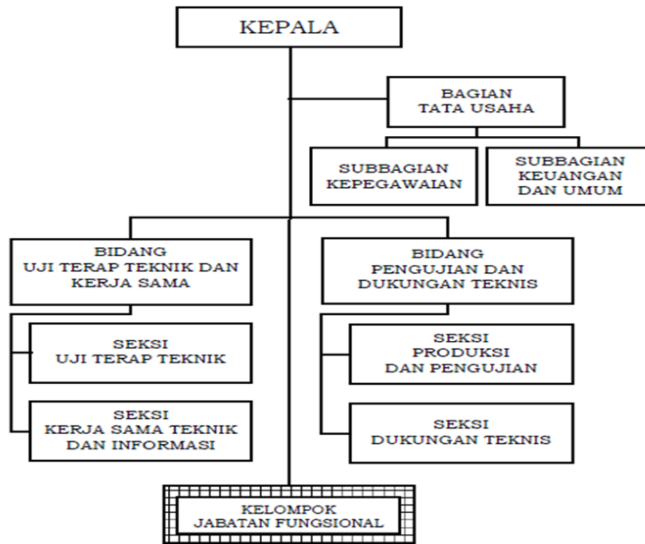 KEPALA
BAGIAN
TATA USAHA
SUBBAGIAN
KEPEGAWAIAN
SUBBAGIAN
KEUANGAN
DAN UMUM
BIDANG
UJI TERAP TEKNIK DAN
KERJA SAMA
BIDANG
PENGUJIAN DAN
DUKUNGAN TEKNIS
SEKSI
UJI TERAP TEKNIK
SEKSI
PRODUKSI
DAN PENGUJIAN
SEKSI
KERJA SAMA TEKNIK
DAN INFORMASI
SEKSI
DUKUNGAN TEKNIS
KELOMPOK
JABATAN FUNGSIONAL